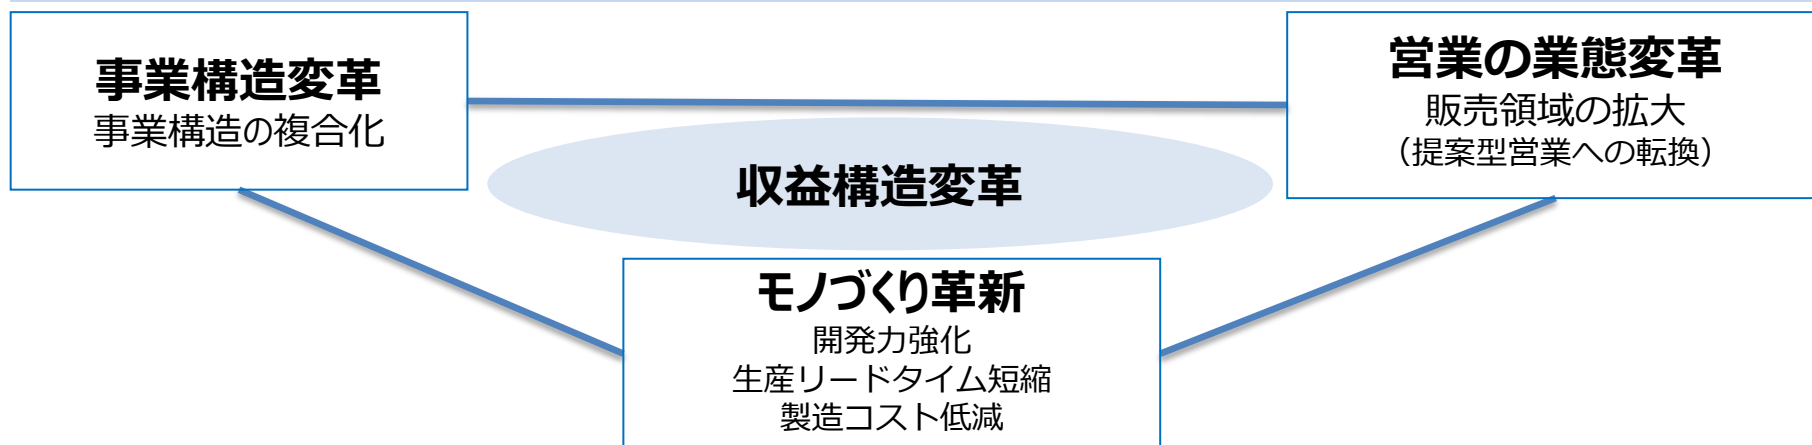 事業構造変革
事業構造の複合化
営業の業態変革
販売領域の拡大
（提案型営業への転換）
収益構造変革
モノづくり革新
開発力強化
生産リードタイム短縮
製造コスト低減